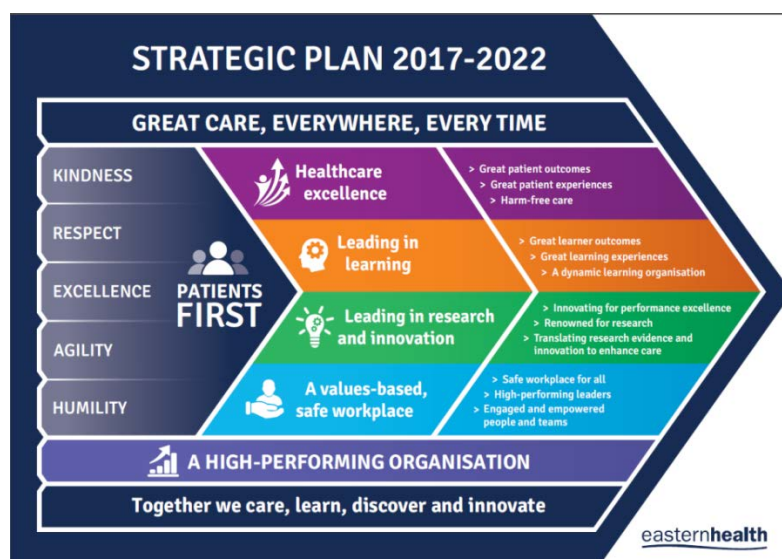 STRATEGIC PLAN 2017-2022
GREAT CARE, EVERYWHERE, EVERY TIME
KINDNESS
RESPECT
EXCELLENCE
AGILITY
HUMILITY
PATIENTS
FIRST
Healthcare
excellence
> Great patient outcomes
> Great patient experiences
> Harm-free care
Leading in
learning
> Great learner outcomes
> Great learning experiences
> A dynamic learning organisation
Leading in research
and innovation
> Innovating for performance excellence
> Renowned for research
> Translating research evidence and
innovation to enhance care
A values-based,
safe workplace
> Safe workplace for all
> High-performing leaders
> Engaged and empowered
people and teams
A HIGH-PERFORMING ORGANISATION
Together we care, learn, discover and innovate
easternhealth